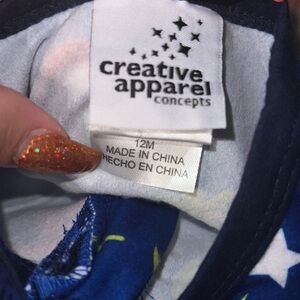 creative
apparel
concepts
12M
MADE IN CHINA
HECHO EN CHINA